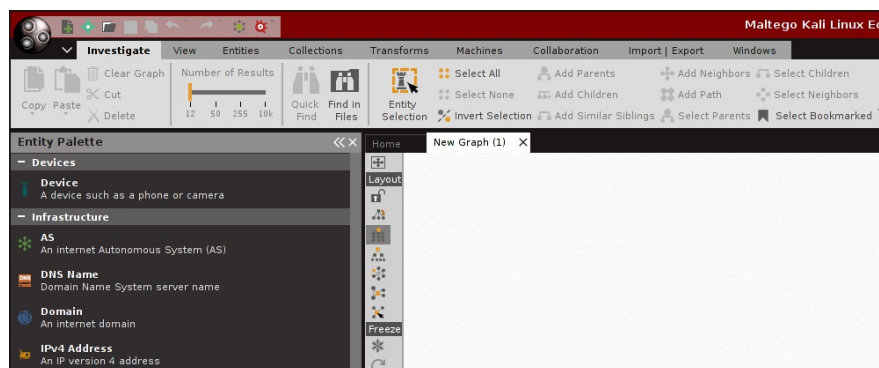 Maltego Kali Linux Ec
Investigate View Entities Collections Transforms Machines Collaboration Import | Export Windows
Copy Paste
Clear Graph
Cut
Delete
Number of Results
12 50 255 10k
Quick Find
Find in Files
Entity Selection
Select All
Select None
Invert Selection
Add Parents
Add Children
Add Similar Siblings
Add Neighbors
Add Path
Select Parents
Select Children
Select Neighbors
Select Bookmarked
Entity Palette
Home New Graph (1)
Devices
Device
A device such as a phone or camera
Infrastructure
AS
An internet Autonomous System (AS)
DNS
DNS Name
Domain Name System server name
Domain
An internet domain
IPv4 Address
An IP version 4 address
Layout
Freeze